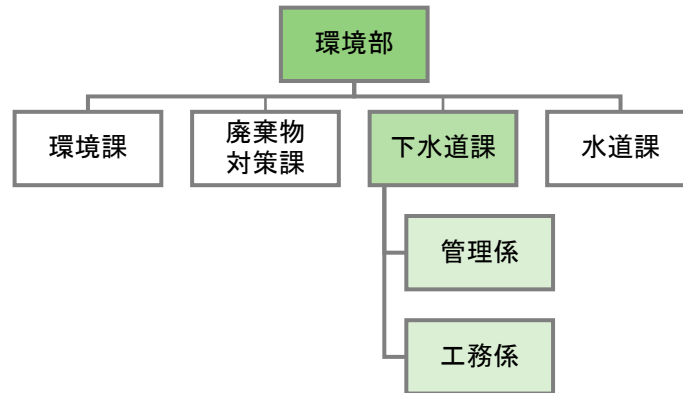 環境部
環境課
廃棄物
対策課
下水道課
水道課
管理係
工務係